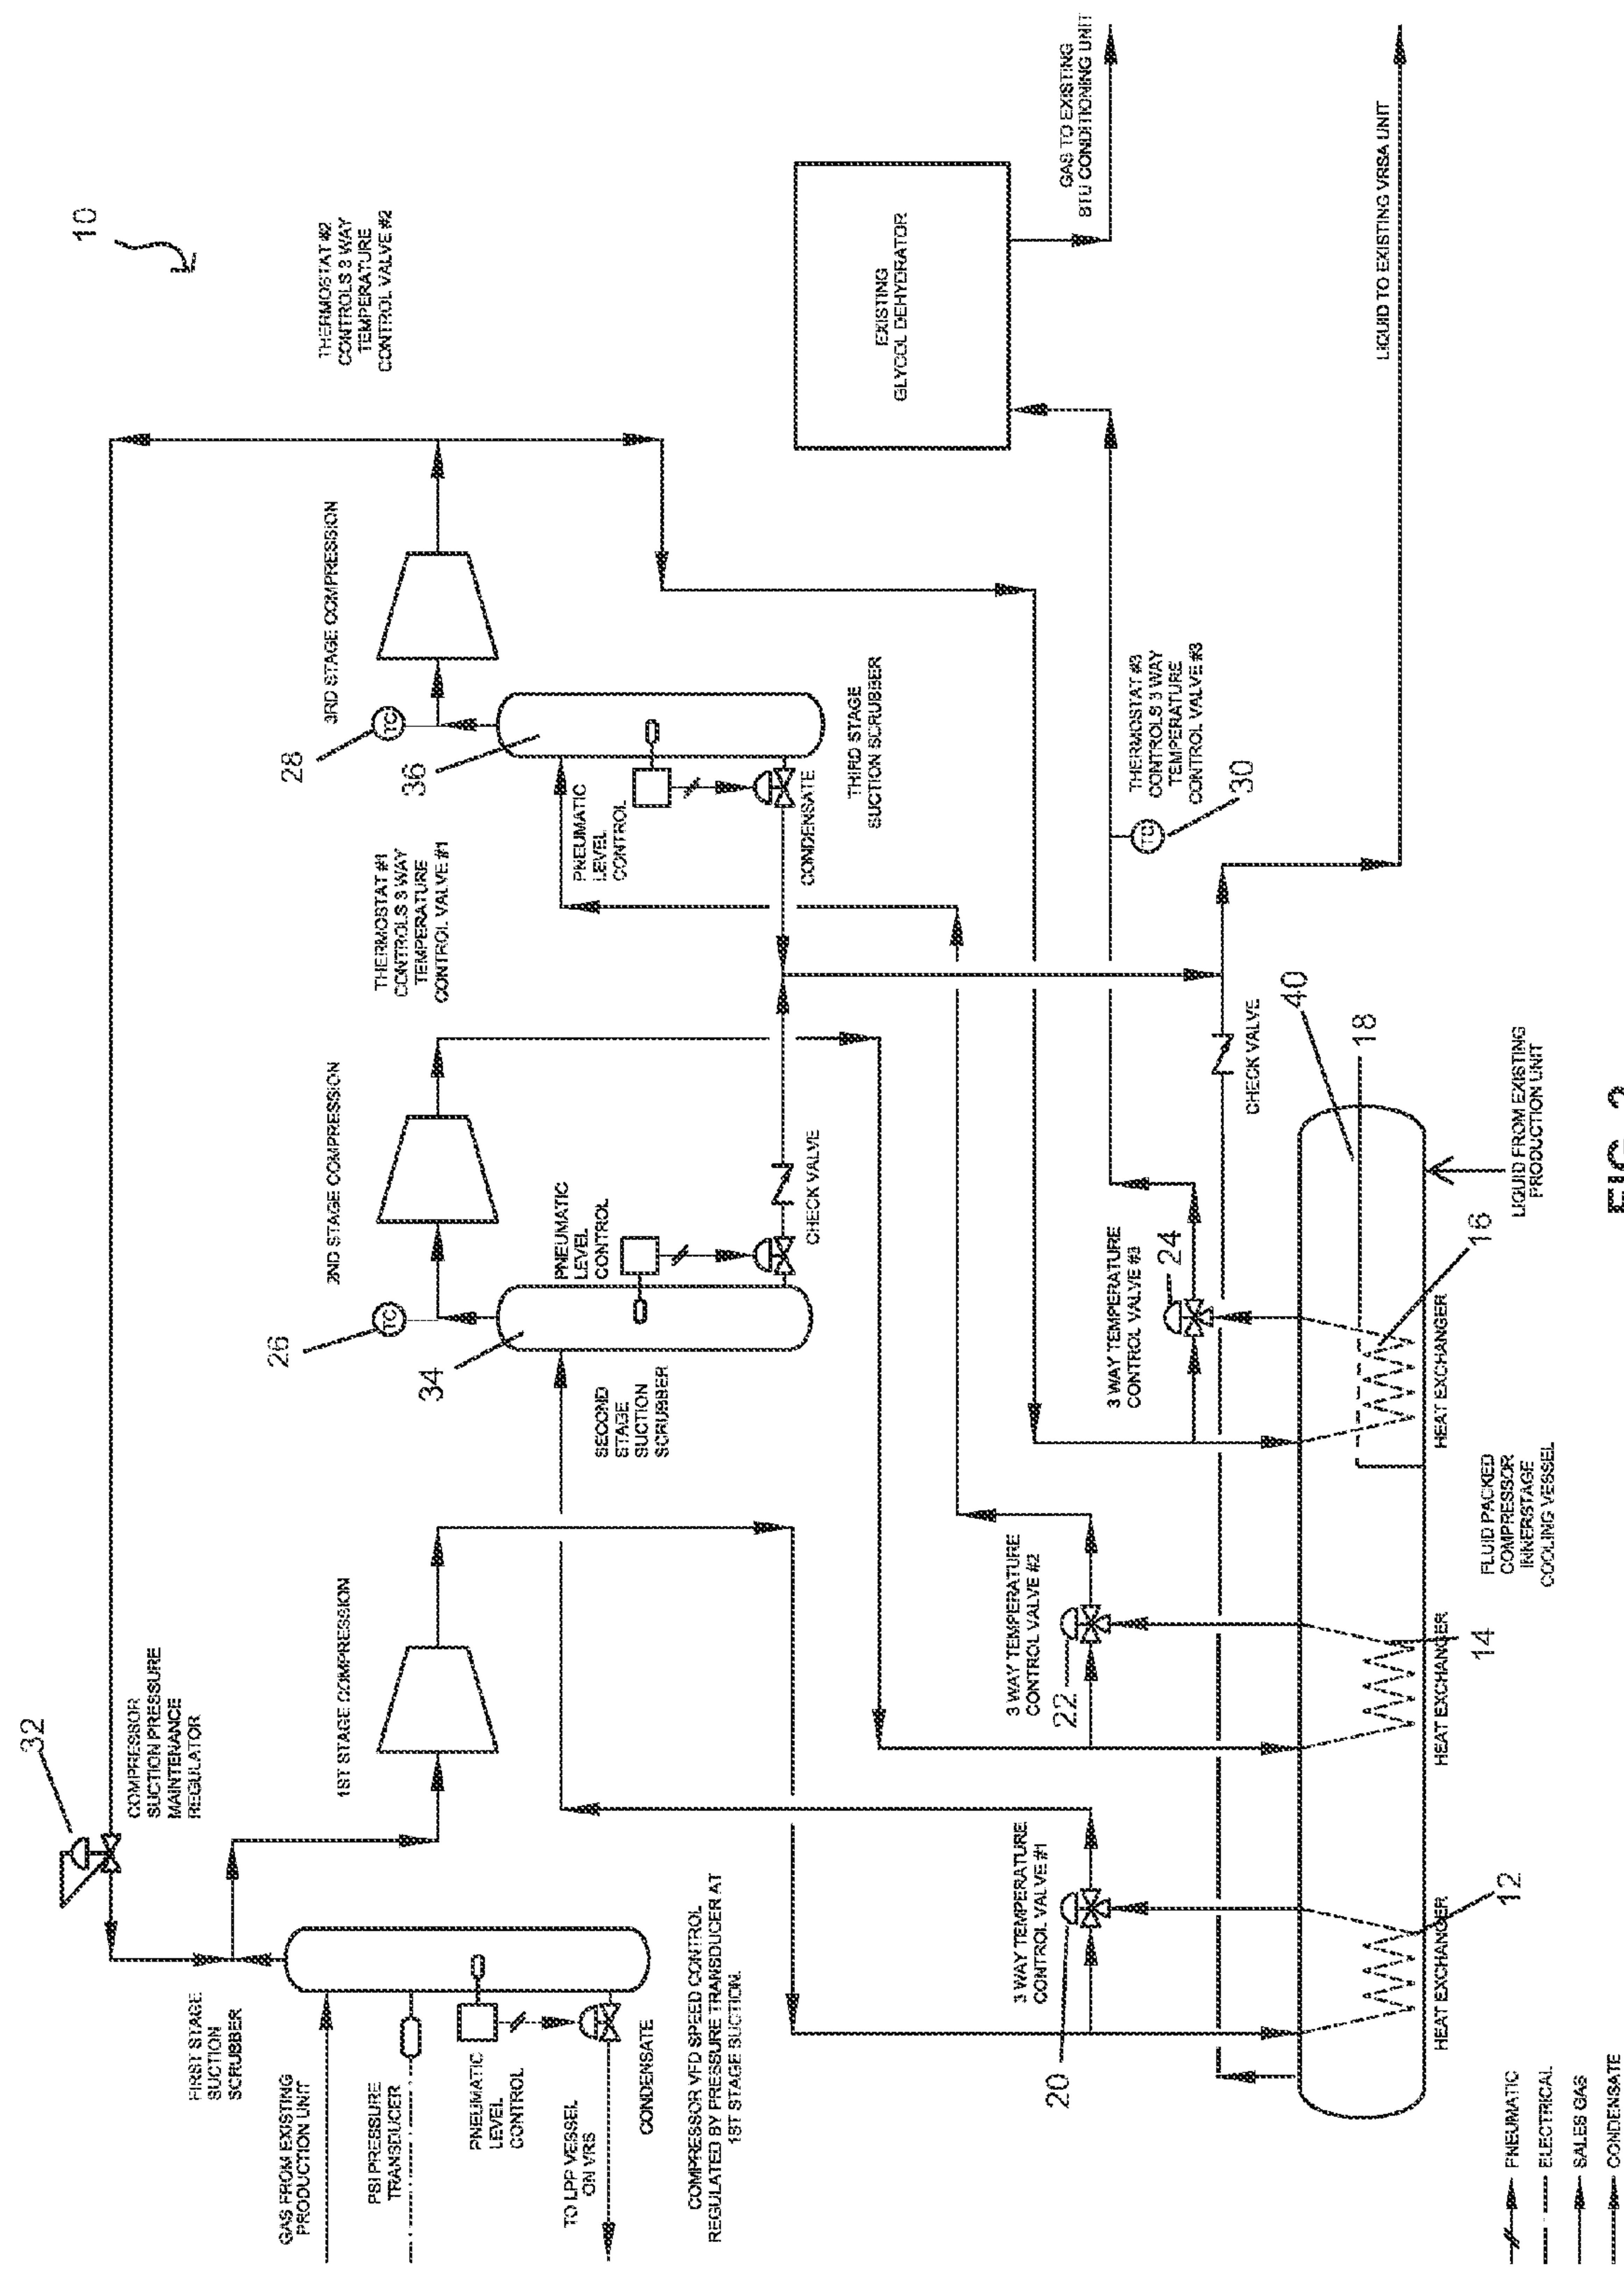 10
32
COMPRESSOR
SUCTION PRESSURE
MAINTENANCE
REGULATOR
THERMOSTAT #2
CONTROLS 3 WAY
TEMPERATURE
CONTROL VALVE #2
FIRST STAGE
SUCTION
SCRUBBER
GAS FROM EXISTING
PRODUCTION UNIT
PSI PRESSURE
TRANSDUCER
PNEUMATIC
LEVEL
CONTROL
TO LPP VESSEL
ON VRS
CONDENSATE
COMPRESSOR VFD SPEED CONTROL
REGULATED BY PRESSURE TRANSDUCER AT
1ST STAGE SUCTION.
1ST STAGE COMPRESSION
26
TC
2ND STAGE COMPRESSION
34
SECOND
STAGE
SUCTION
SCRUBBER
PNEUMATIC
LEVEL
CONTROL
CHECK VALVE
THERMOSTAT #1
CONTROLS 3 WAY
TEMPERATURE
CONTROL VALVE #1
28
TC
3RD STAGE COMPRESSION
36
PNEUMATIC
LEVEL
CONTROL
CONDENSATE
THIRD STAGE
SUCTION SCRUBBER
EXISTING
GLYCOL DEHYDRATOR
GAS TO EXISTING
BTU CONDITIONING UNIT
THERMOSTAT #3
CONTROLS 3 WAY
TEMPERATURE
CONTROL VALVE #3
TC
30
LIQUID TO EXISTING VRSA UNIT
3 WAY TEMPERATURE
CONTROL VALVE #1
20
3 WAY TEMPERATURE
CONTROL VALVE #2
22
3 WAY TEMPERATURE
CONTROL VALVE #3
24
CHECK VALVE
40
18
HEAT EXCHANGER
12
HEAT EXCHANGER
14
HEAT EXCHANGER
16
FLUID PACKED
COMPRESSOR
INNERSTAGE
COOLING VESSEL
LIQUID FROM EXISTING
PRODUCTION UNIT
PNEUMATIC
ELECTRICAL
SALES GAS
CONDENSATE